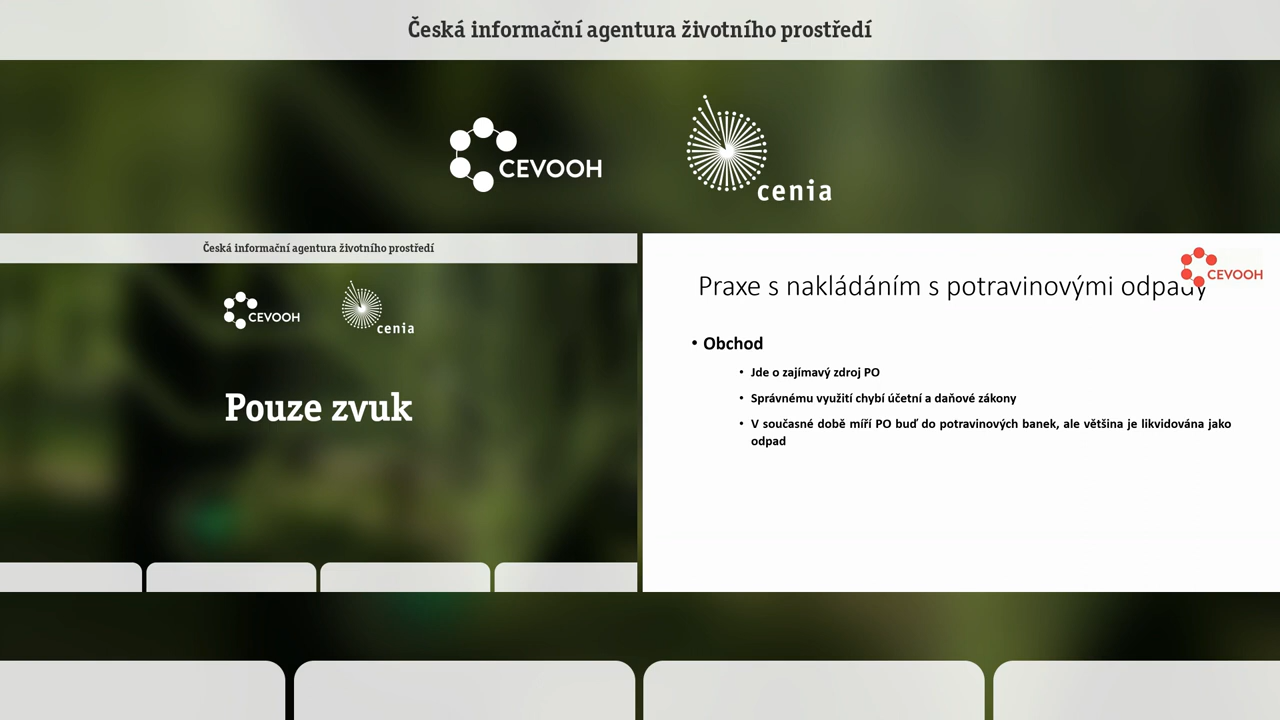 Česká informační agentura životního prostředí
CEVOOH
cenia
Česká informační agentura životního prostředí
CEVOOH
cenia
Pouze zvuk
CEVOOH
Praxe s nakládáním s potravinovými odpady
• Obchod
• Jde o zajímavý zdroj PO
• Správnému využití chybí účetní a daňové zákony
• V současné době míří PO buď do potravinových banek, ale většina je likvidována jako
odpad